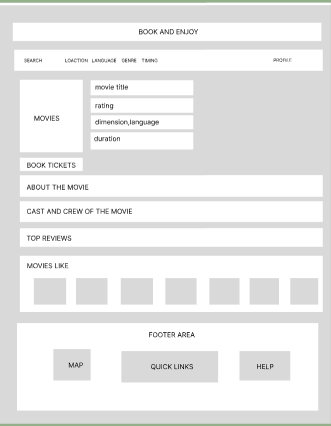 BOOK AND ENJOY
SEARCH LOACTION LANGUAGE GENRE TIMING PROFILE
MOVIES
movie title
rating
dimension,language
duration
BOOK TICKETS
ABOUT THE MOVIE
CAST AND CREW OF THE MOVIE
TOP REVIEWS
MOVIES LIKE
FOOTER AREA
MAP QUICK LINKS HELP